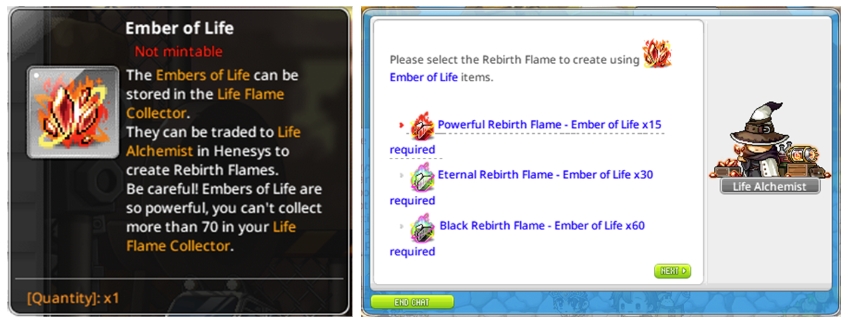 Ember of Life
Not mintable
The Embers of Life can be
stored in the Life Flame
Collector.
They can be traded to Life
Alchemist in Henesys to
create Rebirth Flames.
Be careful! Embers of Life are
so powerful, you can't collect
more than 70 in your Life
Flame Collector.
[Quantity]: x1
Please select the Rebirth Flame to create using
Ember of Life items.
Powerful Rebirth Flame - Ember of Life x15
required
Eternal Rebirth Flame - Ember of Life x30
required
Black Rebirth Flame - Ember of Life x60
required
NEXT
Life Alchemist
END CHAT